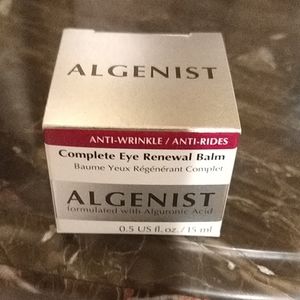 ALGENIST
ANTI-WRINKLE / ANTI-RIDES
Complete Eye Renewal Balm
Baume Yeux Régénérant Complet
ALGENIST
formulated with Alguronic Acid
0.5 US fl. oz. / 15 ml